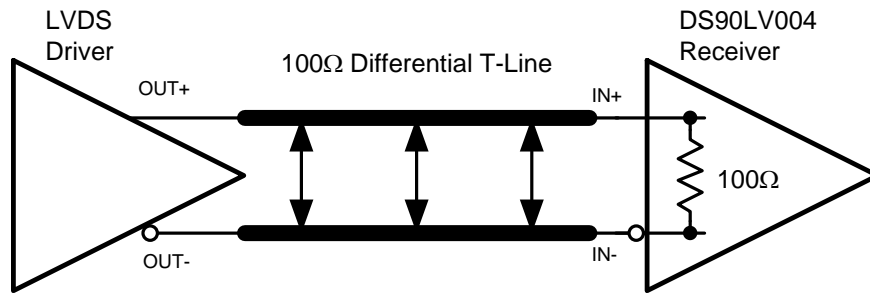 LVDS
Driver
DS90LV004
Receiver
100Ω Differential T-Line
OUT+
IN+
100Ω
OUT-
IN-